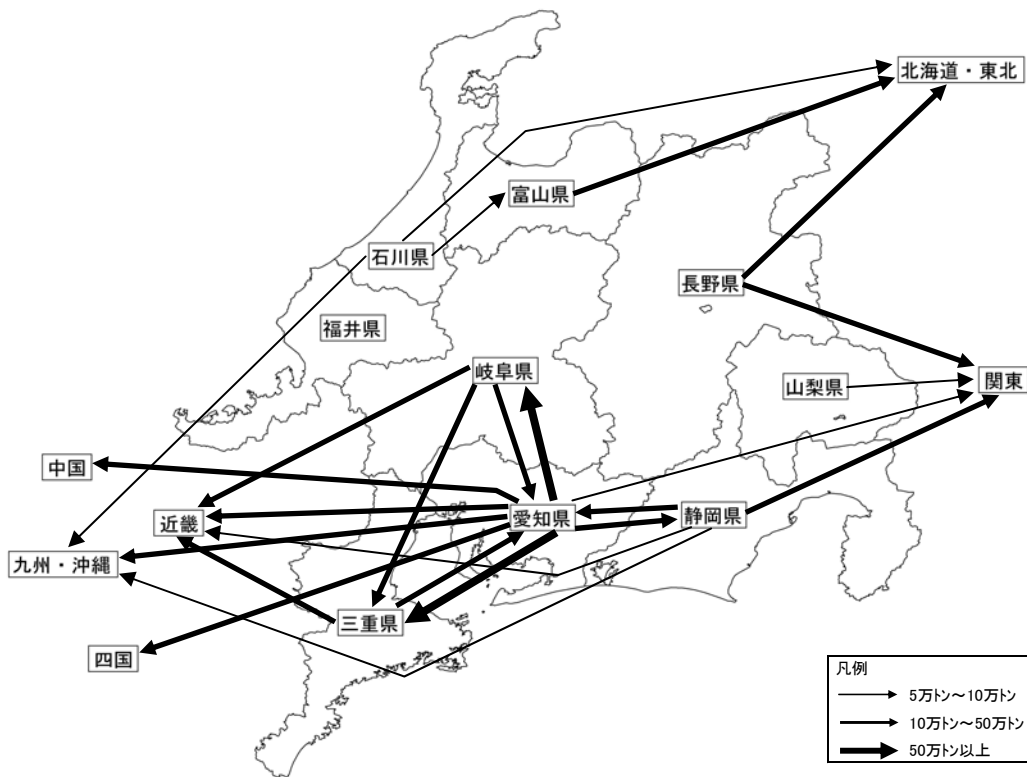 北海道・東北
富山県
石川県
長野県
福井県
岐阜県
山梨県
関東
中国
近畿
愛知県
静岡県
九州・沖縄
三重県
四国
凡例
5万トン~10万トン
10万トン~50万トン
50万トン以上